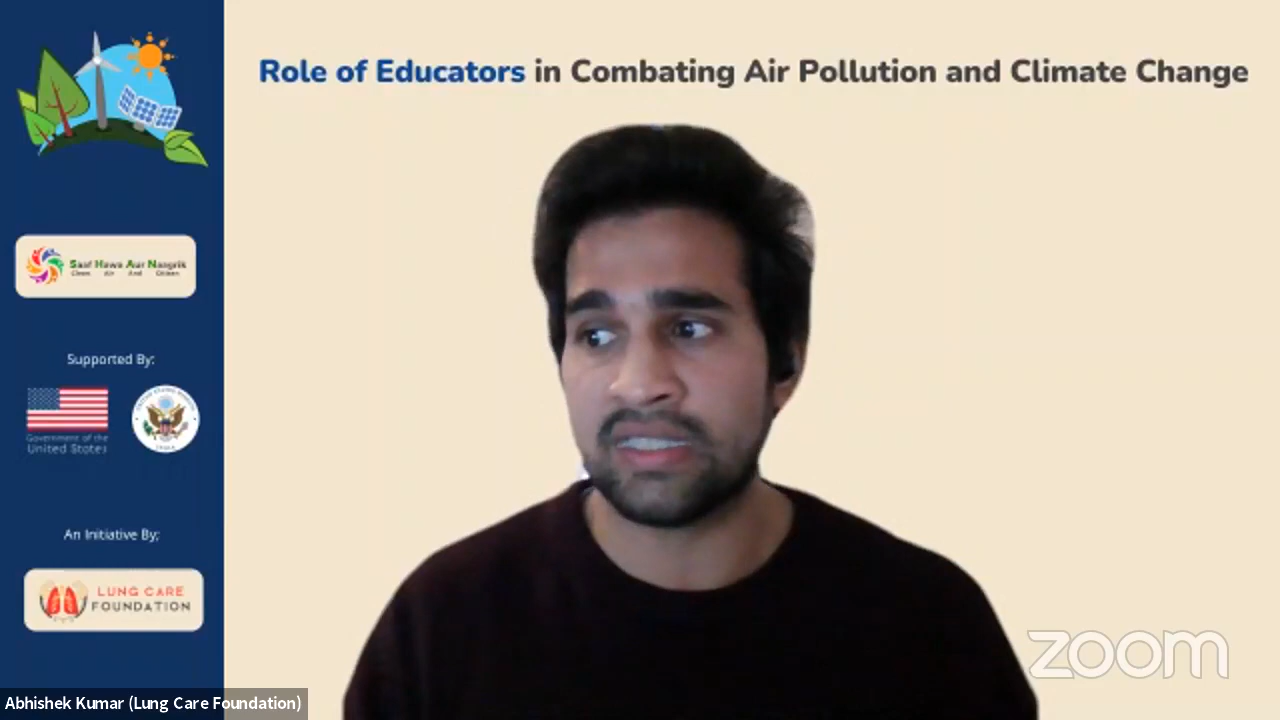 Role of Educators in Combating Air Pollution and Climate Change
Saaf Hawa Aur Naagrik
Clean Air And Citizen
Supported By:
Government of the
United States
An Initiative By;
LUNG CARE
FOUNDATION
zoom
Abhishek Kumar (Lung Care Foundation)